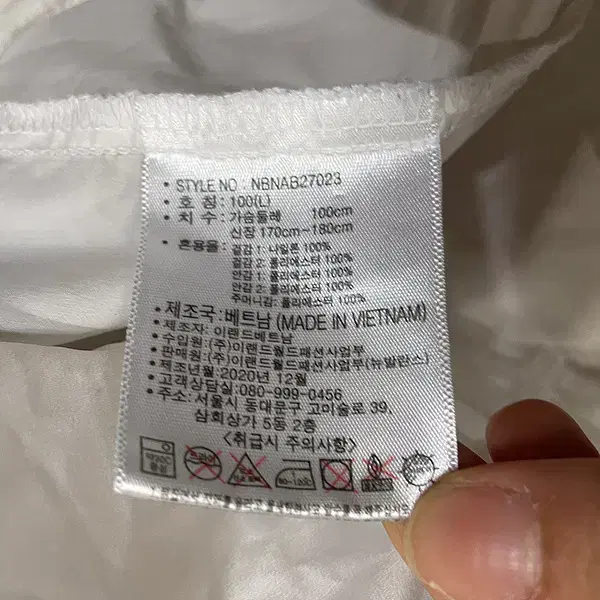 • STYLE NO : NBNAB27023
• 호 칭 : 100(L)
• 치 수 : 가슴둘레 100cm
신장 170cm~180cm
• 혼용율 : 겉감 1: 나일론 100%
겉감 2: 폴리에스터 100%
안감 1: 폴리에스터 100%
안감 2: 폴리에스터 100%
주머니감: 폴리에스터 100%
• 제조국: 베트남 (MADE IN VIETNAM)
• 제조자: 이랜드베트남
• 수입원: (주)이랜드월드패션사업부
• 판매원: (주)이랜드월드패션사업부(뉴발란스)
• 제조년월: 2020년 12월
• 고객상담실: 080-999-0456
• 주소: 서울시 동대문구 고미술로 39,
삼희상가 5동 2층
<취급시 주의사항>
약30℃
중성